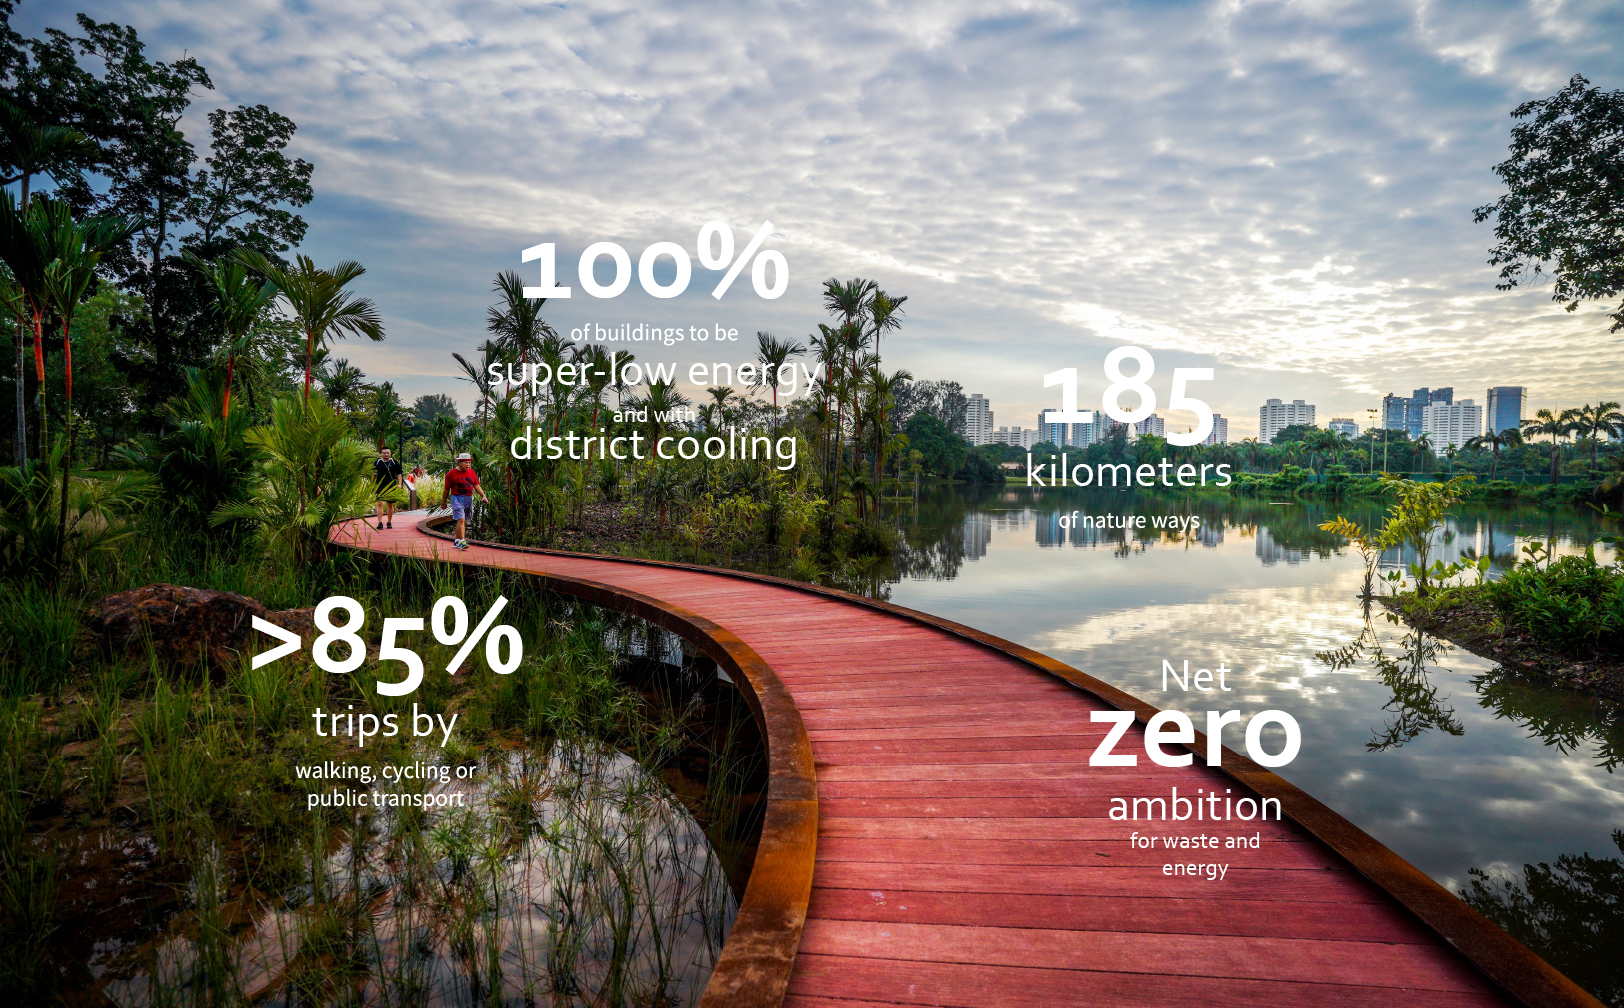 100%
of buildings to be
super-low energy
and with
district cooling
185
kilometers
of nature ways
>85%
trips by
walking, cycling or
public transport
Net
zero
ambition
for waste and
energy